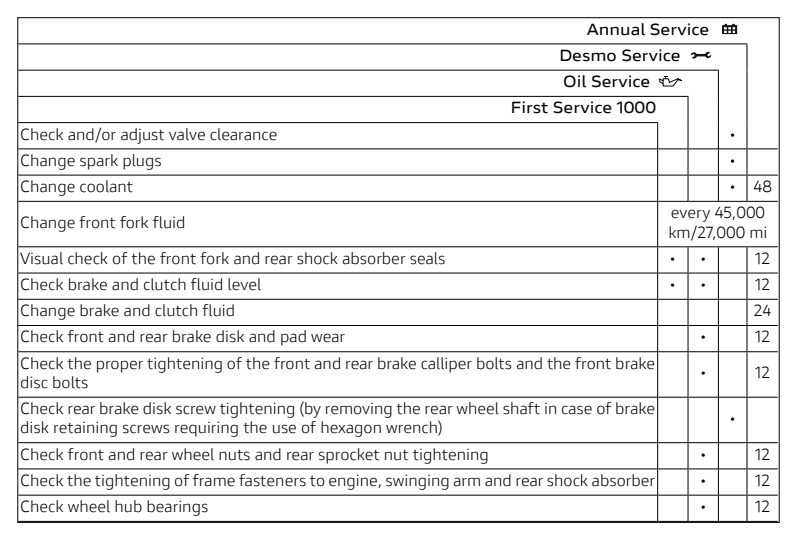 Annual Service
Desmo Service
Oil Service
First Service 1000
Check and/or adjust valve clearance •
Change spark plugs •
Change coolant • 48
Change front fork fluid every 45,000
km/27,000 mi
Visual check of the front fork and rear shock absorber seals • • 12
Check brake and clutch fluid level • • 12
Change brake and clutch fluid 24
Check front and rear brake disk and pad wear • 12
Check the proper tightening of the front and rear brake calliper bolts and the front brake
disc bolts • 12
Check rear brake disk screw tightening (by removing the rear wheel shaft in case of brake
disk retaining screws requiring the use of hexagon wrench) •
Check front and rear wheel nuts and rear sprocket nut tightening • 12
Check the tightening of frame fasteners to engine, swinging arm and rear shock absorber • 12
Check wheel hub bearings • 12